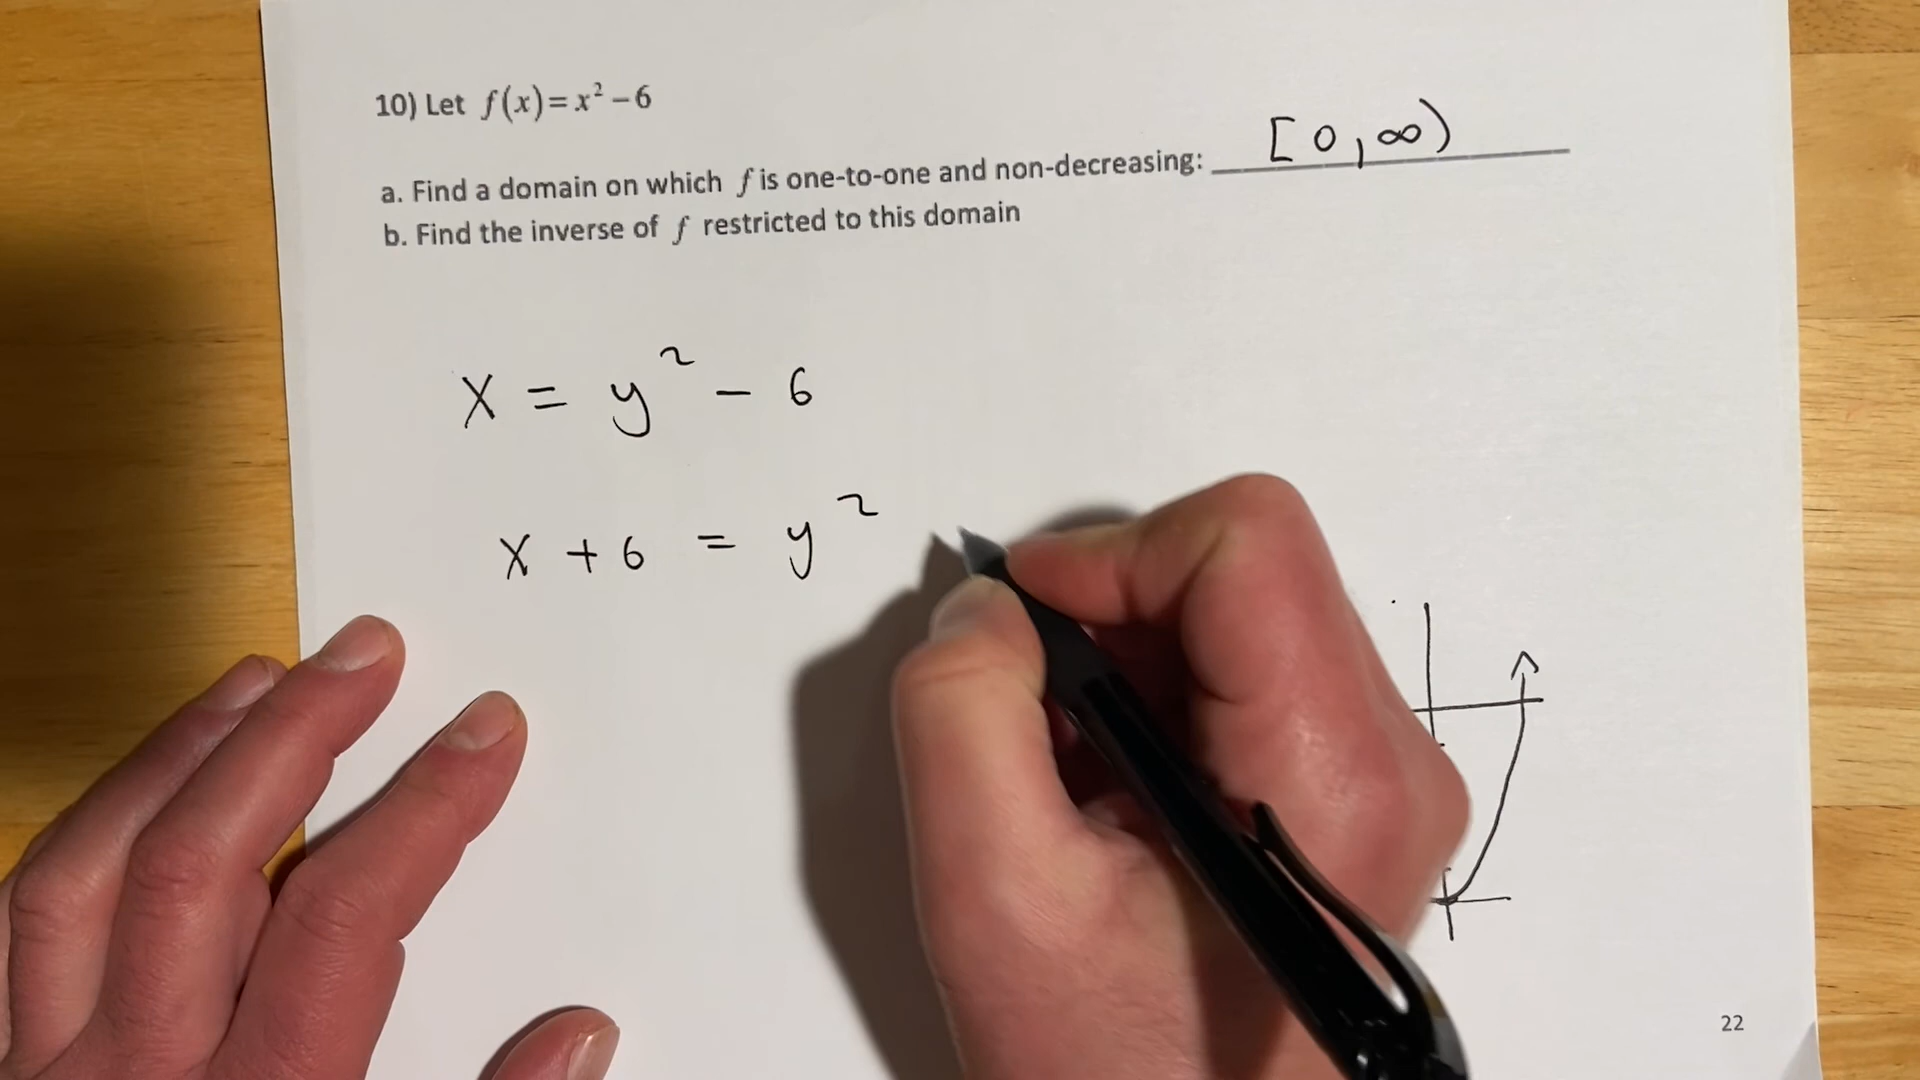 10) Let f(x)=x²−6
a. Find a domain on which f is one-to-one and non-decreasing: [0,∞)
b. Find the inverse of f restricted to this domain
x = y² − 6
x + 6 = y²
22